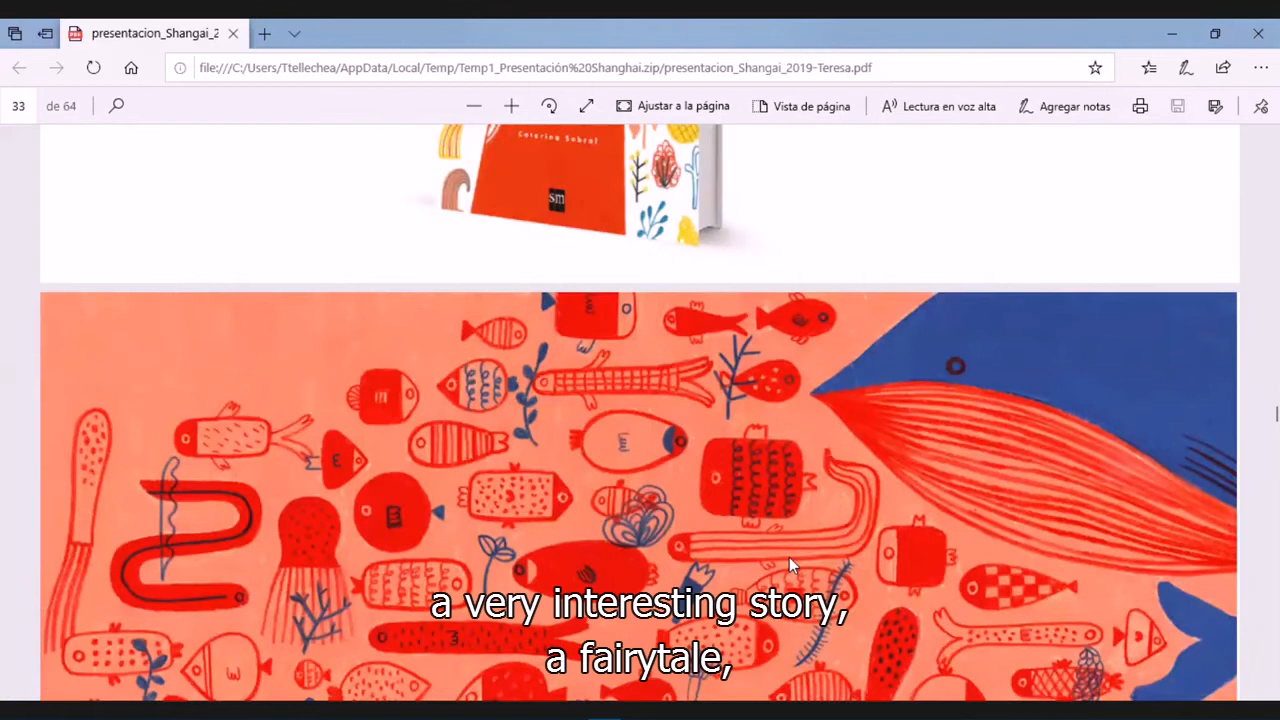 presentacion_Shangai_2
file:///C:/Users/Ttellechea/AppData/Local/Temp/Temp1_Presentación%20Shanghai.zip/presentacion_Shangai_2019-Teresa.pdf
33 de 64 Ajustar a la página Vista de página Lectura en voz alta Agregar notas
Catarina Sobral
sm
a very interesting story,
a fairytale,